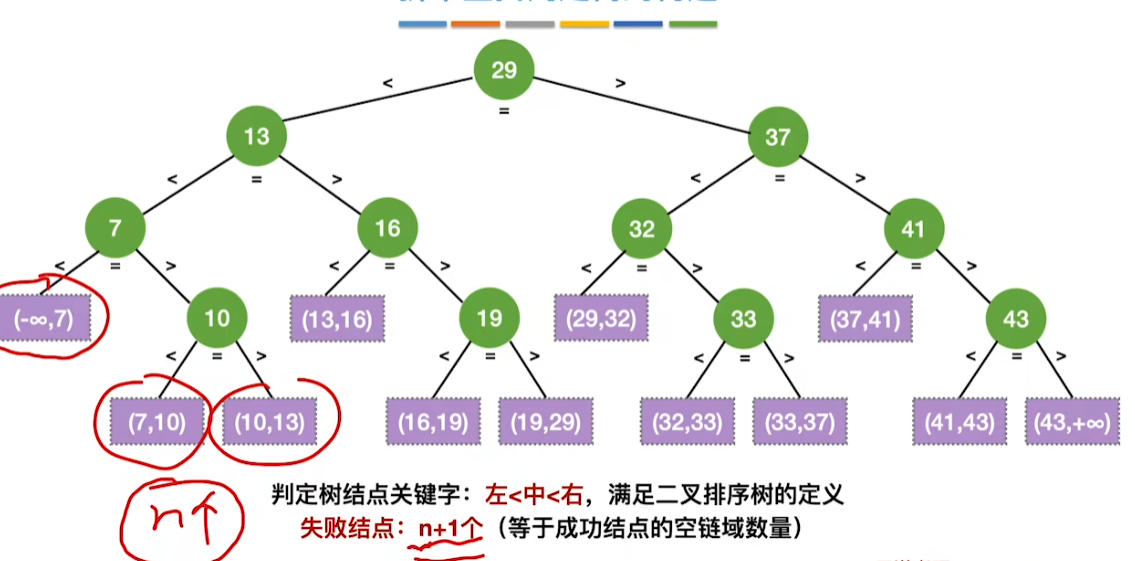 29
< = >
13 37
< = > < = >
7 16 32 41
< = > < = > < = > < = >
(-∞,7) 10 (13,16) 19 (29,32) 33 (37,41) 43
< = > < = > < = > < = >
(7,10) (10,13) (16,19) (19,29) (32,33) (33,37) (41,43) (43,+∞)
n个
判定树结点关键字：左<中<右，满足二叉排序树的定义
失败结点：n+1个（等于成功结点的空链域数量）